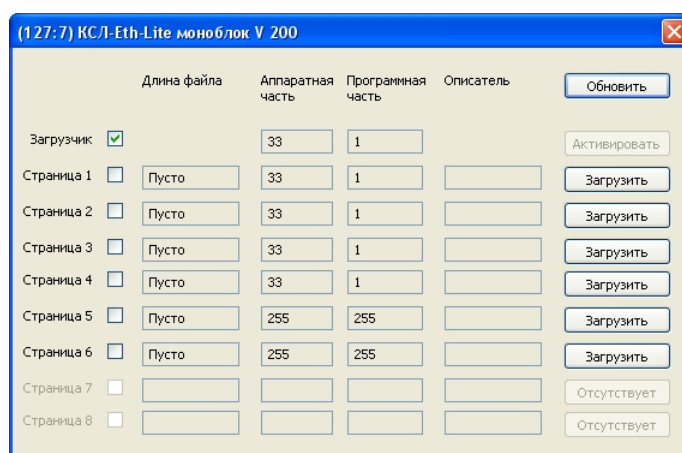 (127:7) КСЛ-Eth-Lite моноблок V 200
Длина файла Аппаратная часть Программная часть Описатель Обновить
Загрузчик 33 1 Активировать
Страница 1 Пусто 33 1 Загрузить
Страница 2 Пусто 33 1 Загрузить
Страница 3 Пусто 33 1 Загрузить
Страница 4 Пусто 33 1 Загрузить
Страница 5 Пусто 255 255 Загрузить
Страница 6 Пусто 255 255 Загрузить
Страница 7 Отсутствует
Страница 8 Отсутствует